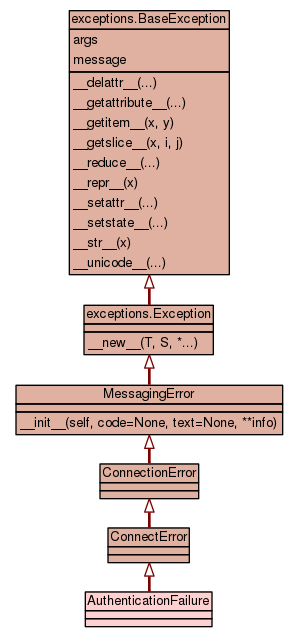 exceptions.BaseException
args
message
__delattr__(...)
__getattribute__(...)
__getitem__(x, y)
__getslice__(x, i, j)
__reduce__(...)
__repr__(x)
__setattr__(...)
__setstate__(...)
__str__(x)
__unicode__(...)
exceptions.Exception
__new__(T, S, *...)
MessagingError
__init__(self, code=None, text=None, **info)
ConnectionError
ConnectError
AuthenticationFailure